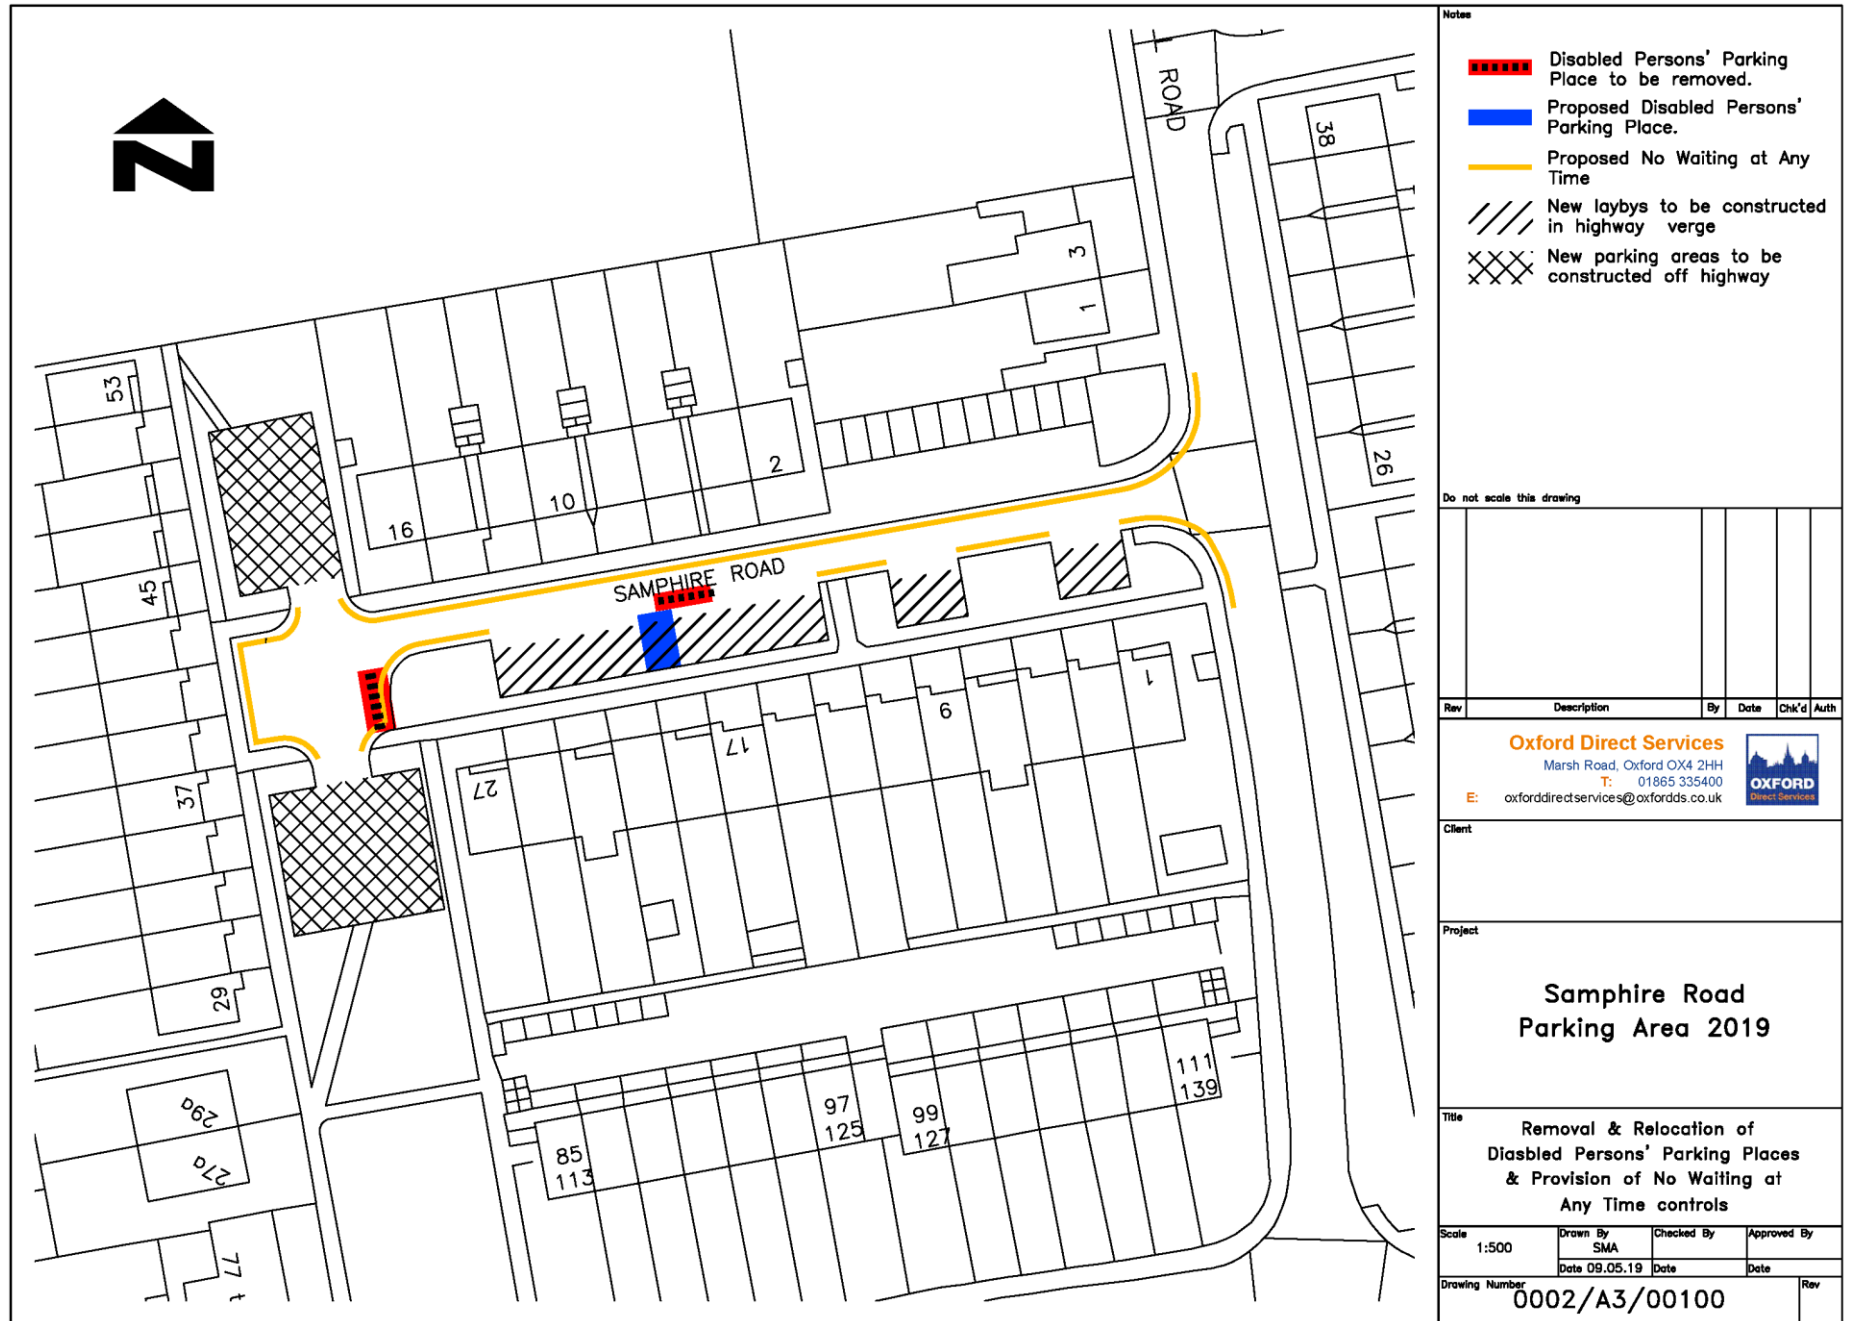 N
ROAD
38
3
1
53
2
10
16
26
SAMPHIRE ROAD
45
1
9
17
27
37
29
29a
27a
97
125
99
127
111
139
85
113
77
Notes
Disabled Persons' Parking
Place to be removed.
Proposed Disabled Persons'
Parking Place.
Proposed No Waiting at Any
Time
New laybys to be constructed
in highway verge
New parking areas to be
constructed off highway
Do not scale this drawing
Rev Description By Date Chk'd Auth
Oxford Direct Services
Marsh Road, Oxford OX4 2HH
T: 01865 335400
E: oxforddirectservices@oxfordds.co.uk
OXFORD
Direct Services
Client
Project
Samphire Road
Parking Area 2019
Title
Removal & Relocation of
Diasbled Persons' Parking Places
& Provision of No Waiting at
Any Time controls
Scale
1:500
Drawn By
SMA
Checked By
Approved By
Date 09.05.19
Date
Date
Drawing Number
0002/A3/00100
Rev